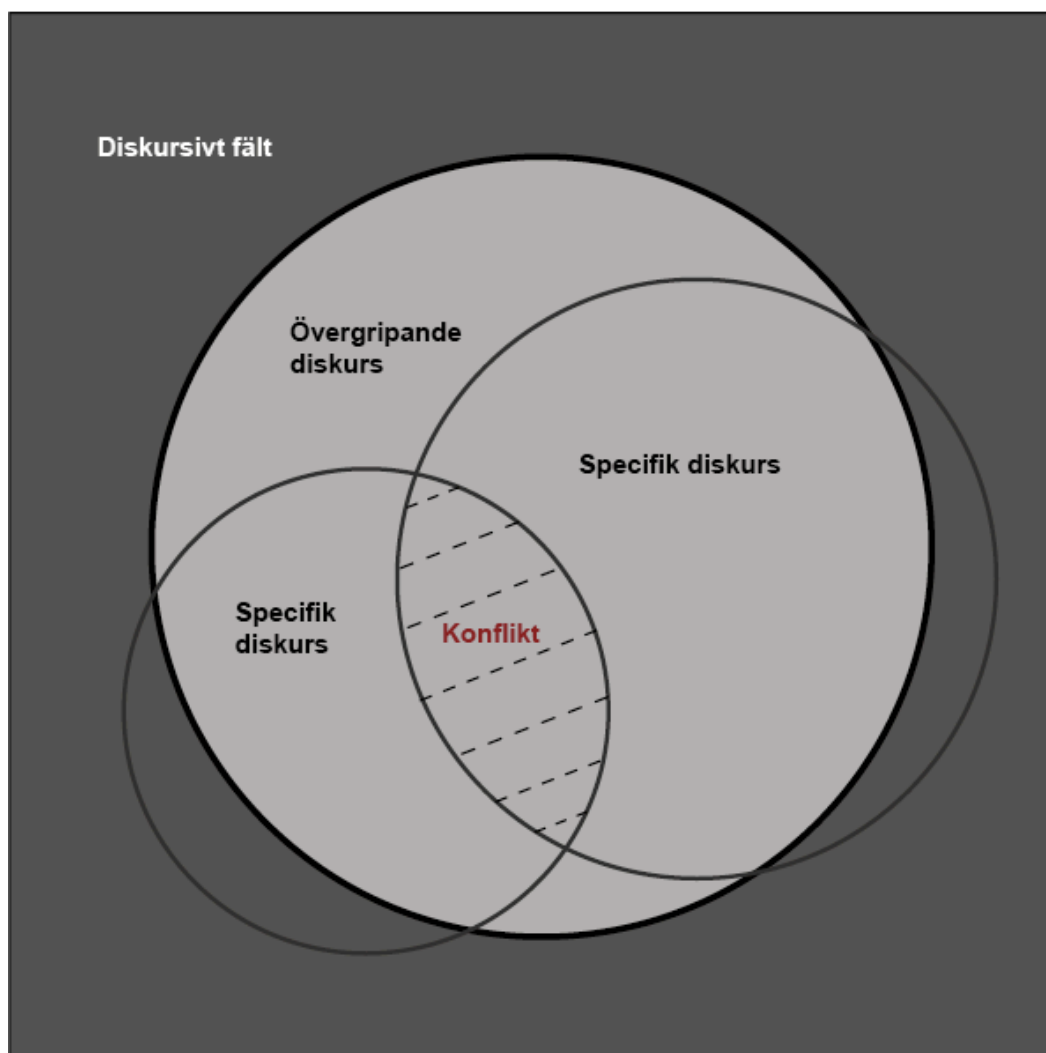 Diskursivt fält
Övergripande
diskurs
Specifik diskurs
Specifik
diskurs
Konflikt